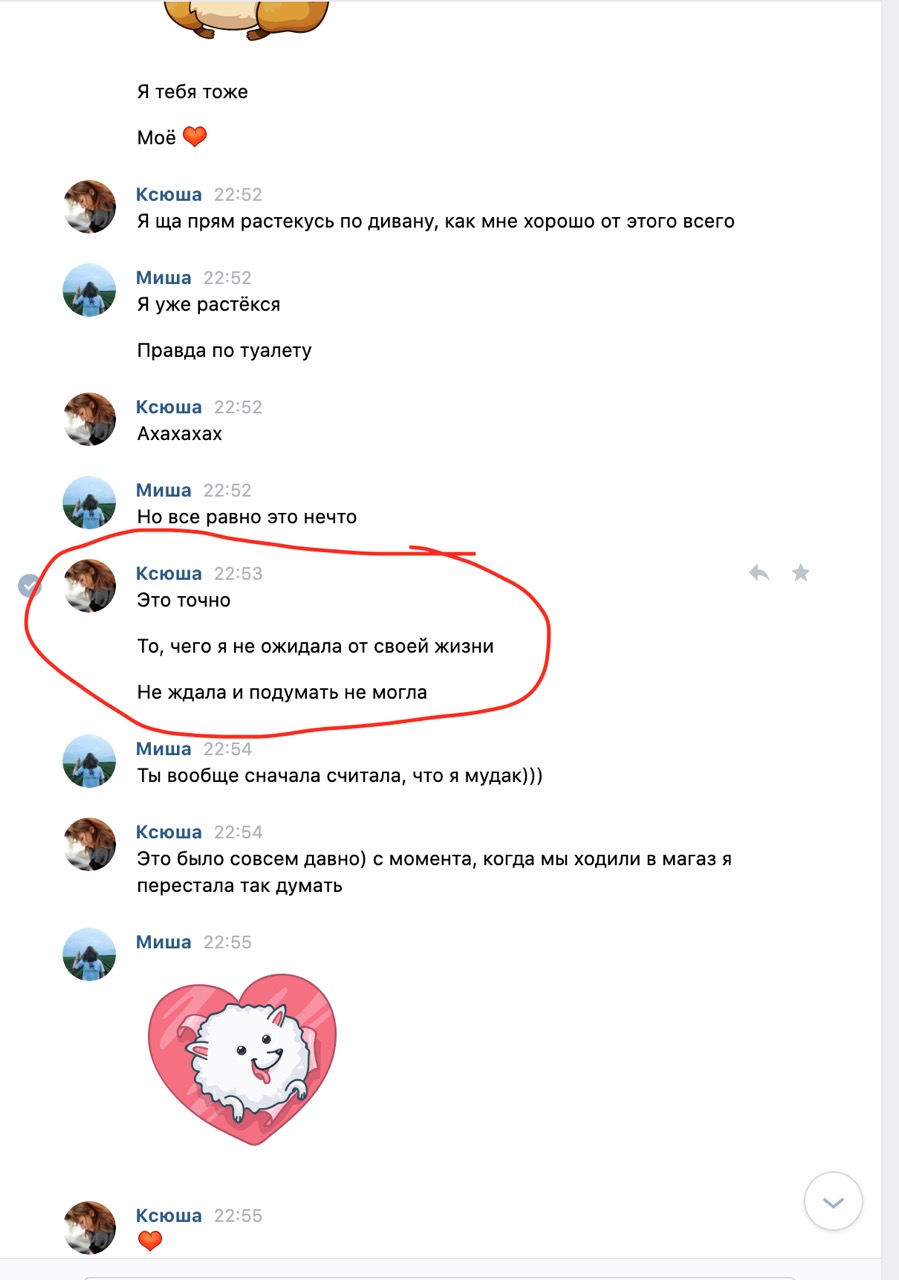 Я тебя тоже
Моё ❤
Ксюша 22:52
Я ща прям растекусь по дивану, как мне хорошо от этого всего
Миша 22:52
Я уже растёкся
Правда по туалету
Ксюша 22:52
Ахахахах
Миша 22:52
Но все равно это нечто
Ксюша 22:53
Это точно
То, чего я не ожидала от своей жизни
Не ждала и подумать не могла
Миша 22:54
Ты вообще сначала считала, что я мудак)))
Ксюша 22:54
Это было совсем давно) с момента, когда мы ходили в магаз я
перестала так думать
Миша 22:55
Ксюша 22:55
❤